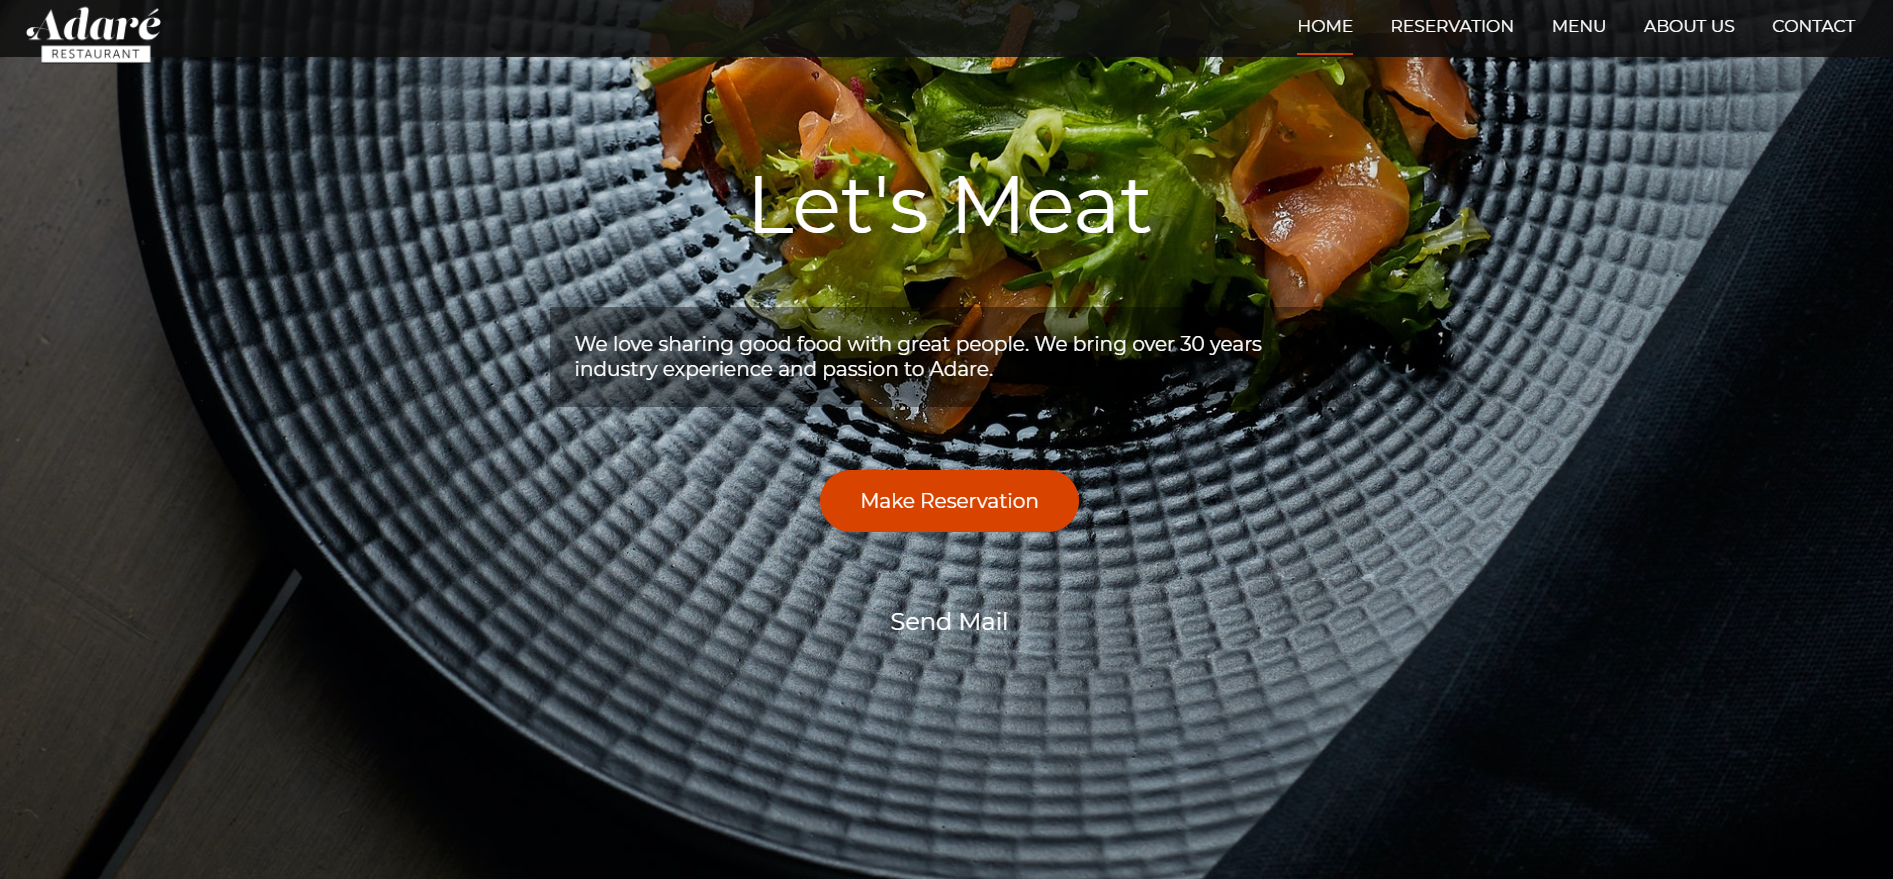 Adaré
RESTAURANT
HOME RESERVATION MENU ABOUT US CONTACT
Let's Meat
We love sharing good food with great people. We bring over 30 years
industry experience and passion to Adare.
Make Reservation
Send Mail